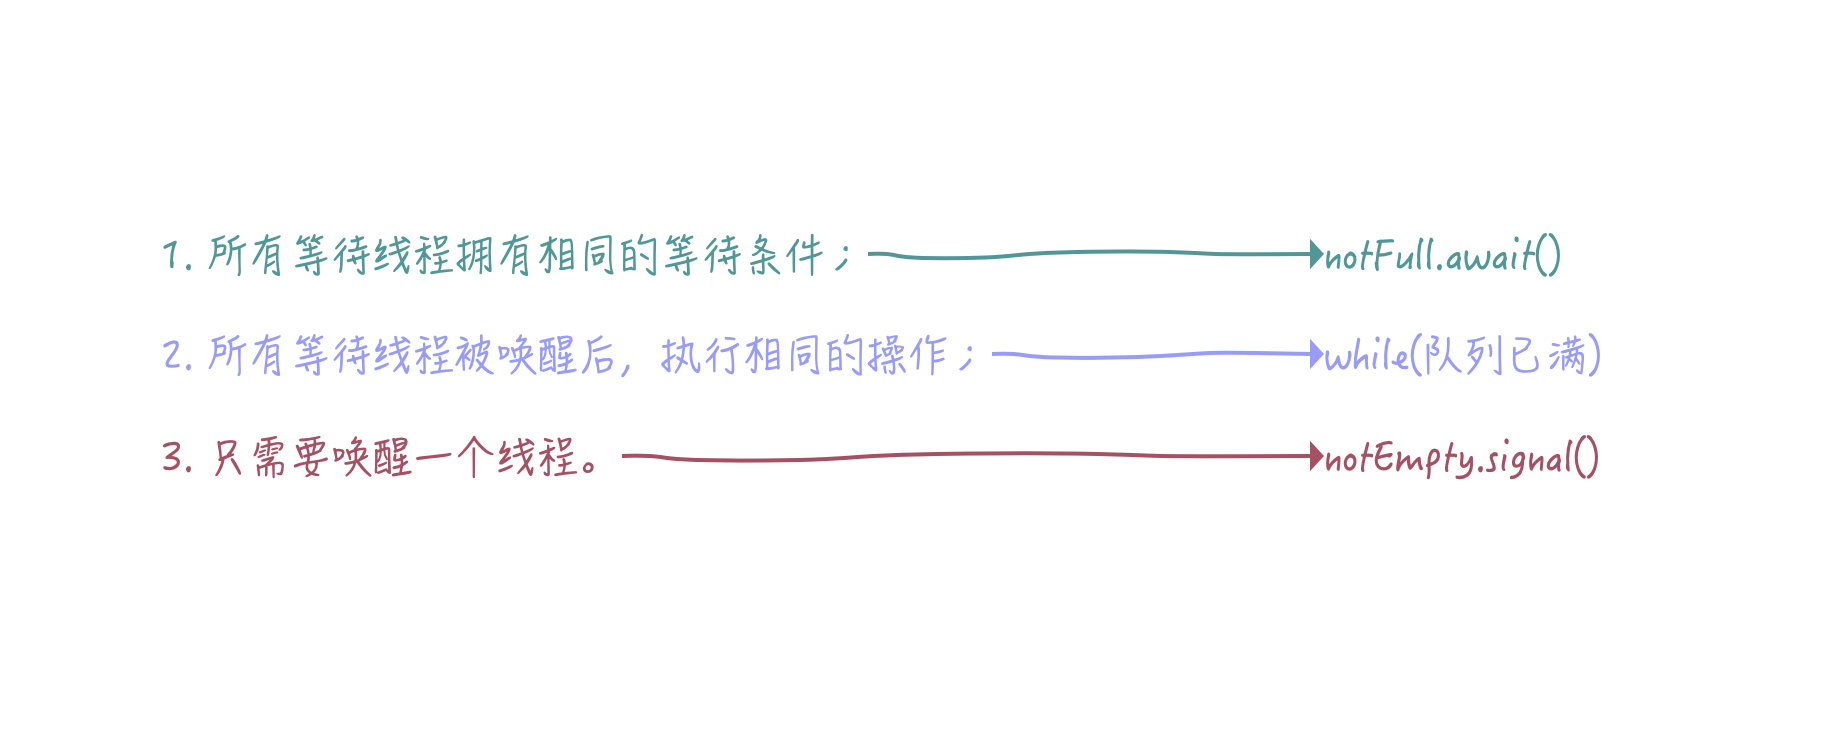 1. 所有等待线程拥有相同的等待条件； notFull.await()
2. 所有等待线程被唤醒后，执行相同的操作； while(队列已满)
3. 只需要唤醒一个线程。 notEmpty.signal()